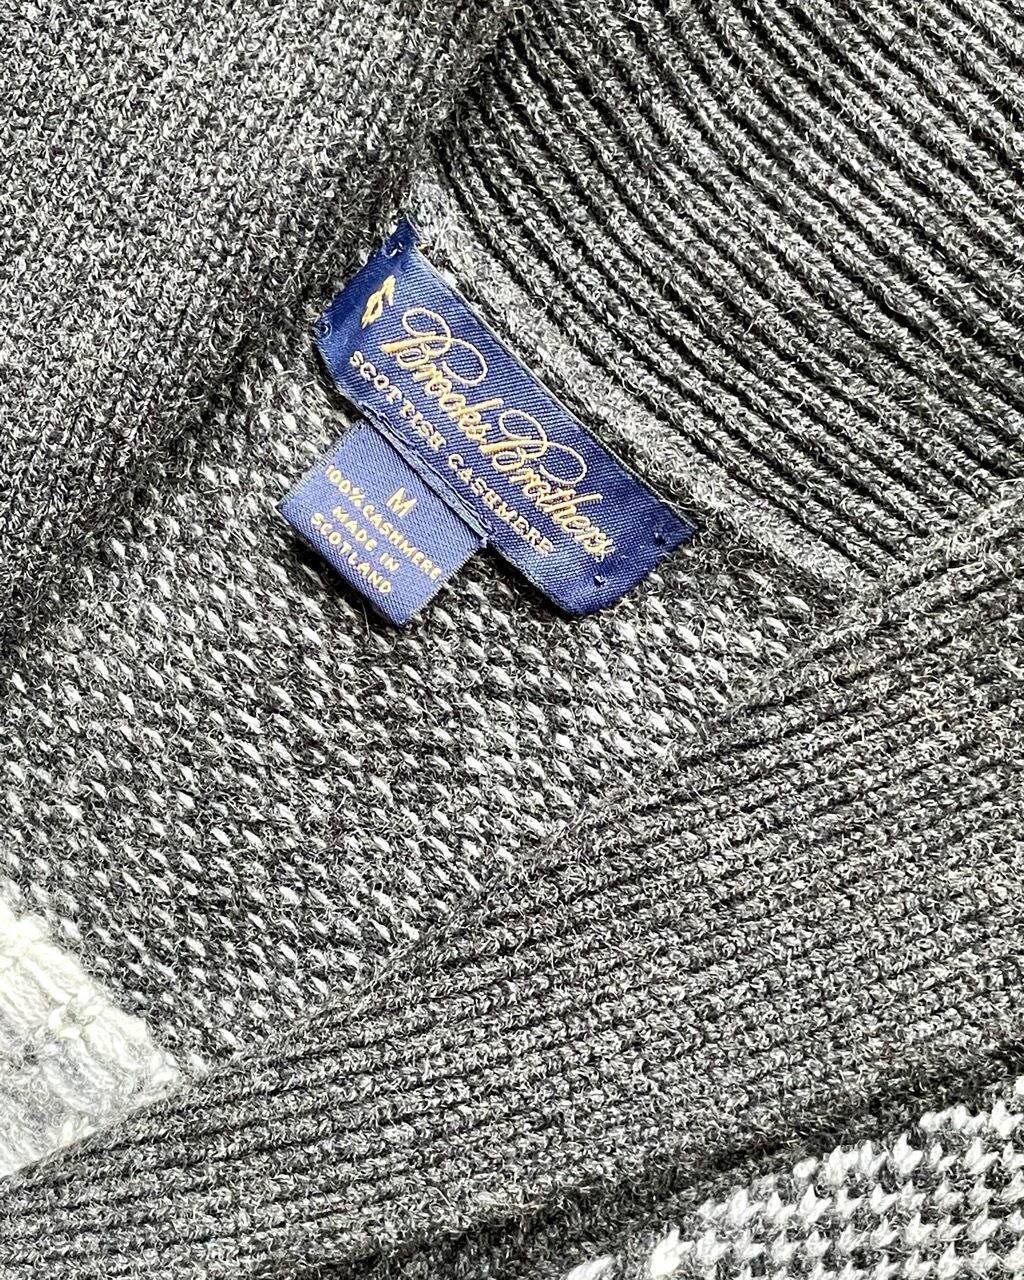 Brooks Brothers
SCOTTISH CASHMERE
M
100% CASHMERE
MADE IN
SCOTLAND